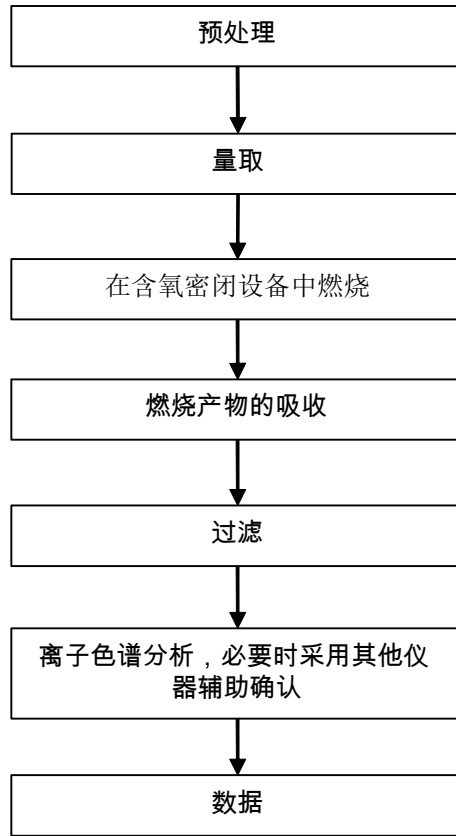 预处理
量取
在含氧密闭设备中燃烧
燃烧产物的吸收
过滤
离子色谱分析，必要时采用其他仪
器辅助确认
数据